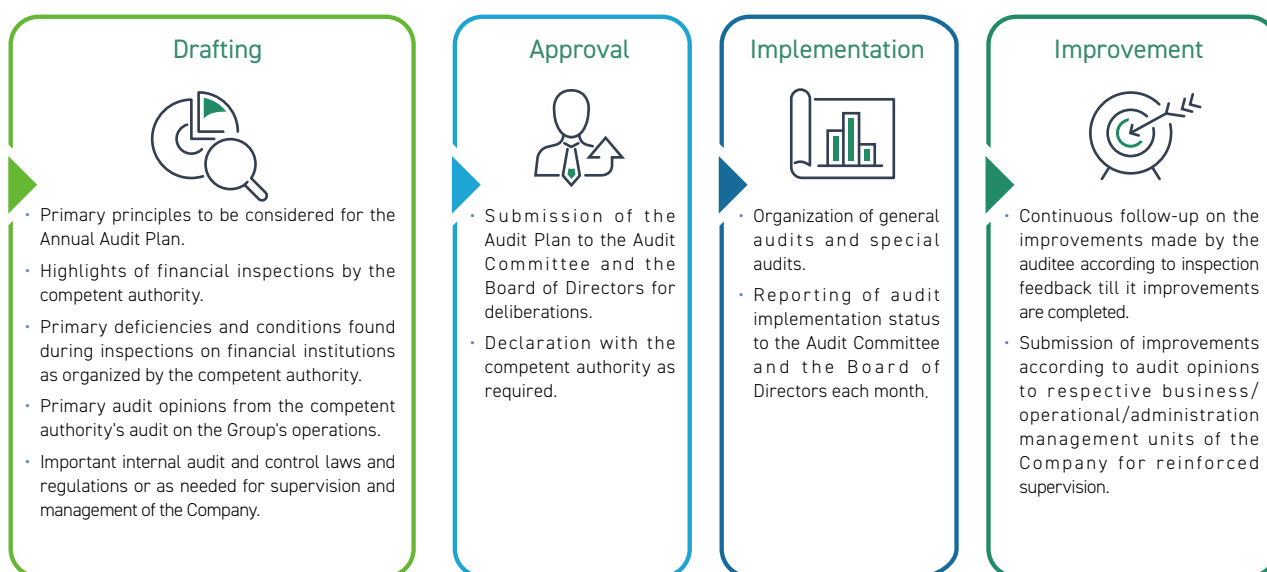 Drafting
· Primary principles to be considered for the
Annual Audit Plan.
· Highlights of financial inspections by the
competent authority.
· Primary deficiencies and conditions found
during inspections on financial institutions
as organized by the competent authority.
· Primary audit opinions from the competent
authority's audit on the Group's operations.
· Important internal audit and control laws and
regulations or as needed for supervision and
management of the Company.
Approval
· Submission of the
Audit Plan to the Audit
Committee and the
Board of Directors for
deliberations.
· Declaration with the
competent authority as
required.
Implementation
· Organization of general
audits and special
audits.
· Reporting of audit
implementation status
to the Audit Committee
and the Board of
Directors each month.
Improvement
· Continuous follow-up on the
improvements made by the
auditee according to inspection
feedback till it improvements
are completed.
· Submission of improvements
according to audit opinions
to respective business/
operational/administration
management units of the
Company for reinforced
supervision.